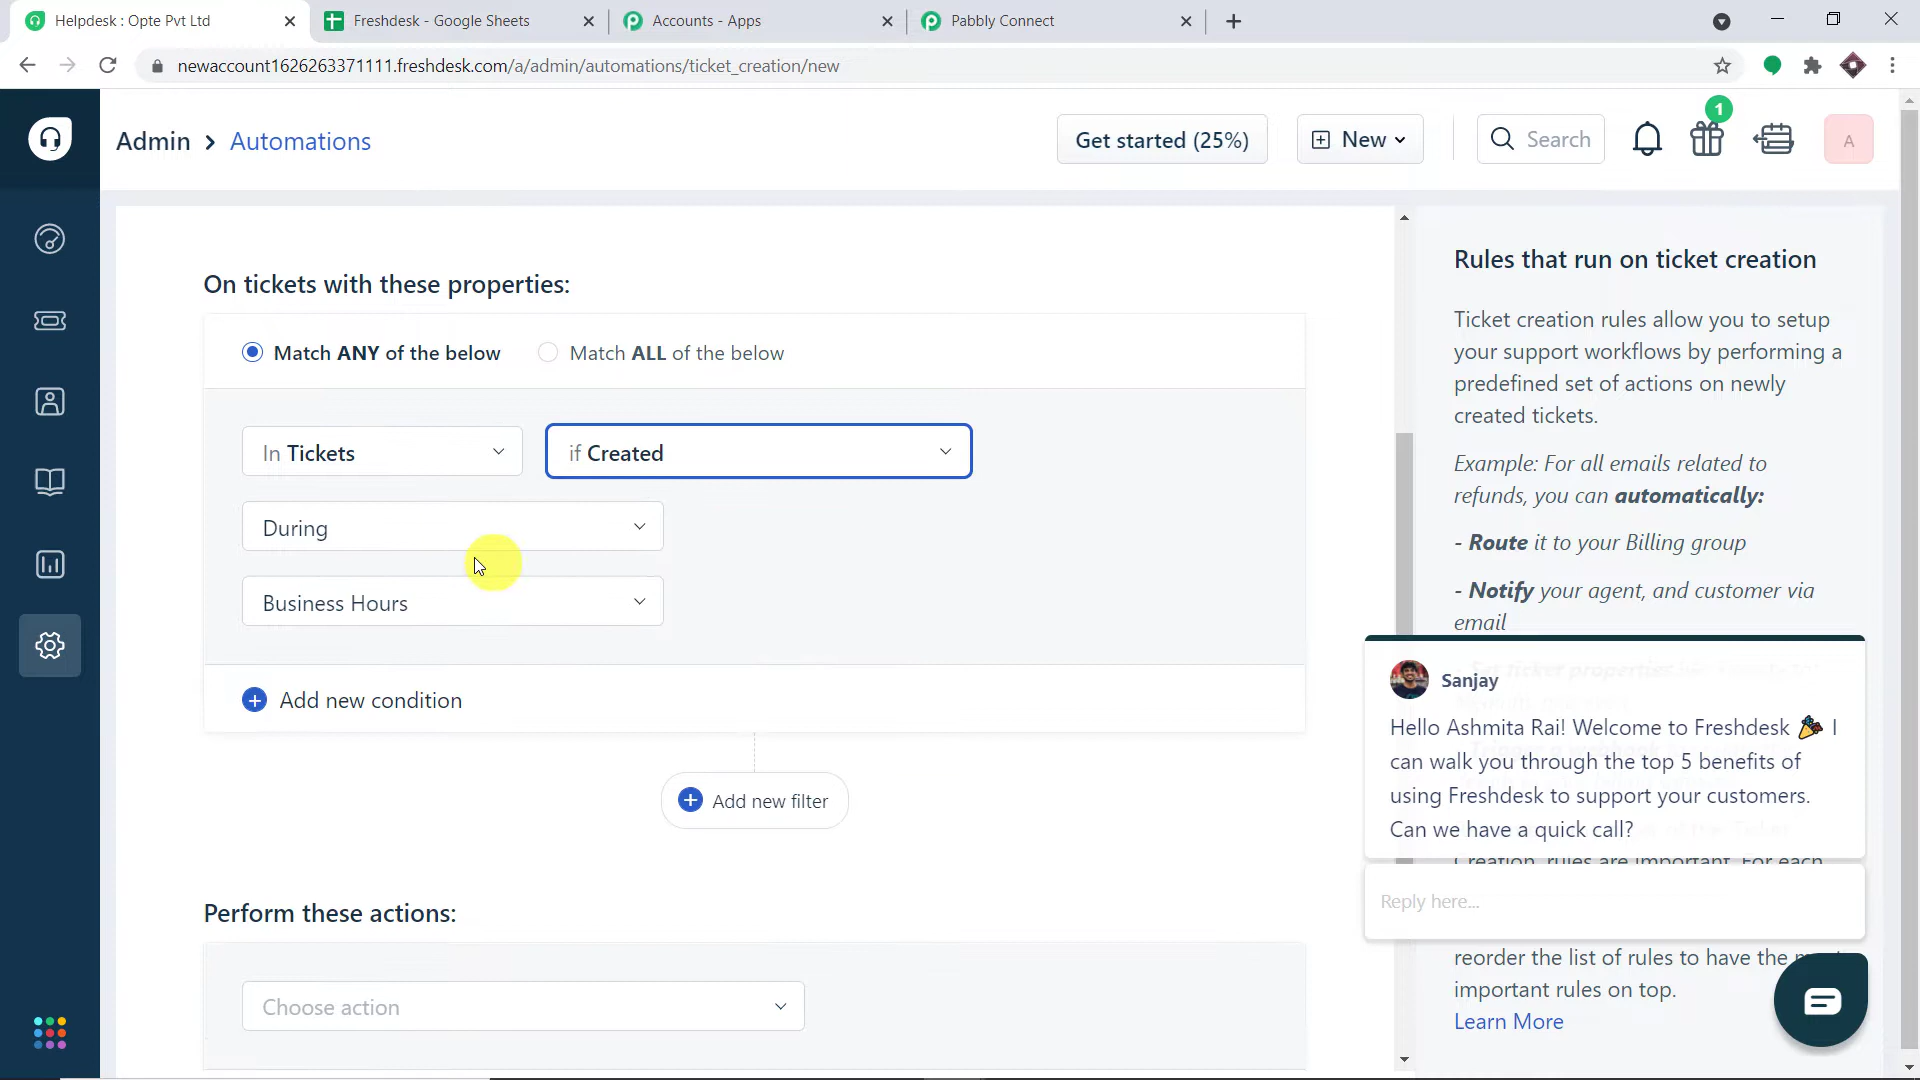 Helpdesk : Opte Pvt Ltd
Freshdesk - Google Sheets
Accounts - Apps
Pabbly Connect
newaccount1626263371111.freshdesk.com/a/admin/automations/ticket_creation/new
Admin > Automations
Get started (25%)
New
Search
1
A
On tickets with these properties:
Match ANY of the below
Match ALL of the below
In Tickets
if Created
During
Business Hours
Add new condition
Add new filter
Perform these actions:
Choose action
Rules that run on ticket creation
Ticket creation rules allow you to setup
your support workflows by performing a
predefined set of actions on newly
created tickets.
Example: For all emails related to
refunds, you can automatically:
- Route it to your Billing group
- Notify your agent, and customer via
email
Sanjay
Hello Ashmita Rai! Welcome to Freshdesk 🎉 I
can walk you through the top 5 benefits of
using Freshdesk to support your customers.
Can we have a quick call?
Creation, rules are important. For each
Reply here...
reorder the list of rules to have the
important rules on top.
Learn More